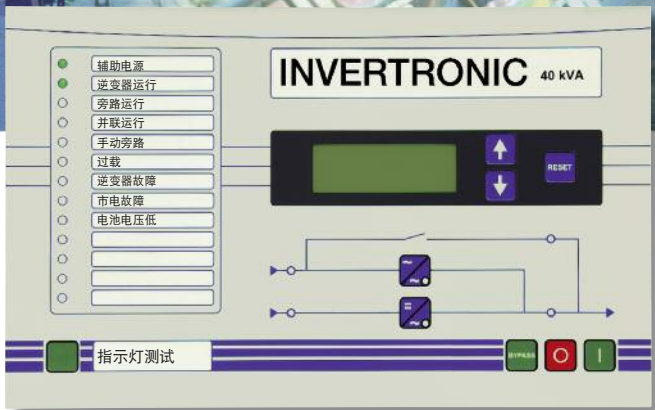 INVERTRONIC 40 kVA
辅助电源
逆变器运行
旁路运行
并联运行
手动旁路
过载
逆变器故障
市电故障
电池电压低
RESET
指示灯测试
BYPASS